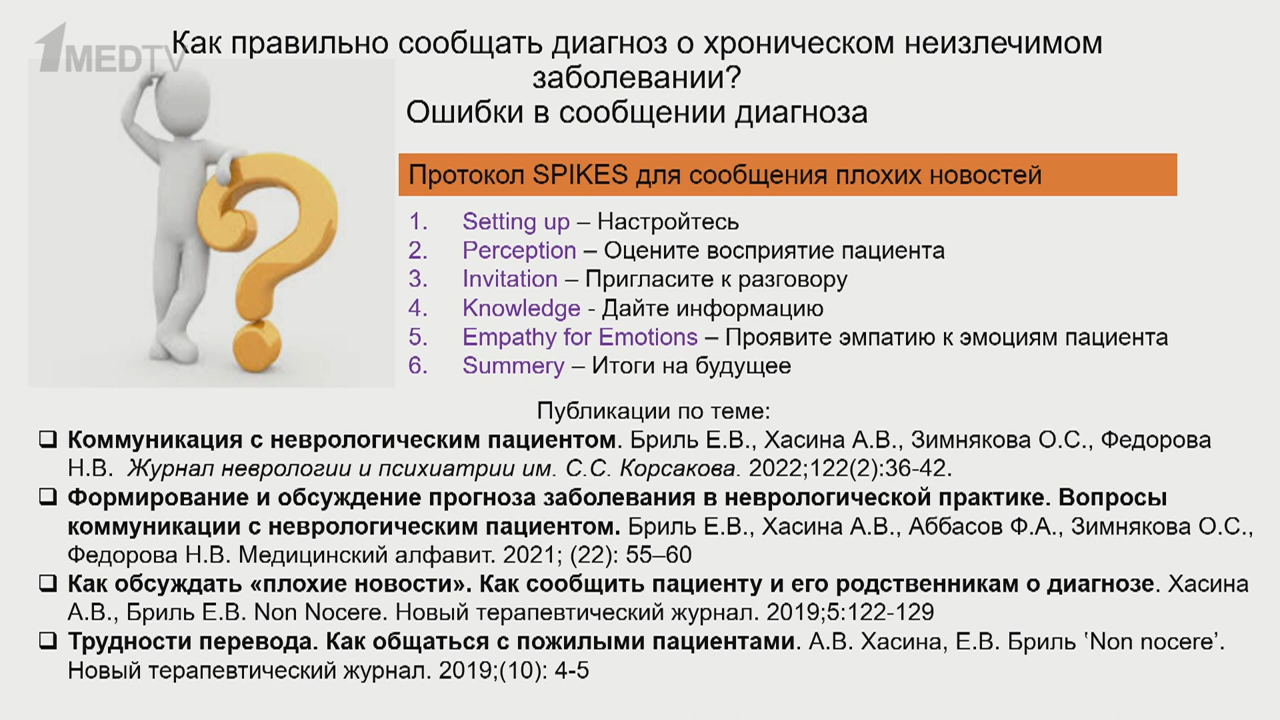 1MEDTV
Как правильно сообщать диагноз о хроническом неизлечимом
заболевании?
Ошибки в сообщении диагноза
Протокол SPIKES для сообщения плохих новостей
1. Setting up – Настройтесь
2. Perception – Оцените восприятие пациента
3. Invitation – Пригласите к разговору
4. Knowledge - Дайте информацию
5. Empathy for Emotions – Проявите эмпатию к эмоциям пациента
6. Summery – Итоги на будущее
Публикации по теме:
❑ Коммуникация с неврологическим пациентом. Бриль Е.В., Хасина А.В., Зимнякова О.С., Федорова
Н.В. Журнал неврологии и психиатрии им. С.С. Корсакова. 2022;122(2):36-42.
❑ Формирование и обсуждение прогноза заболевания в неврологической практике. Вопросы
коммуникации с неврологическим пациентом. Бриль Е.В., Хасина А.В., Аббасов Ф.А., Зимнякова О.С.,
Федорова Н.В. Медицинский алфавит. 2021; (22): 55–60
❑ Как обсуждать «плохие новости». Как сообщить пациенту и его родственникам о диагнозе. Хасина
А.В., Бриль Е.В. Non Nocere. Новый терапевтический журнал. 2019;5:122-129
❑ Трудности перевода. Как общаться с пожилыми пациентами. А.В. Хасина, Е.В. Бриль ‛Non nocere’.
Новый терапевтический журнал. 2019;(10): 4-5